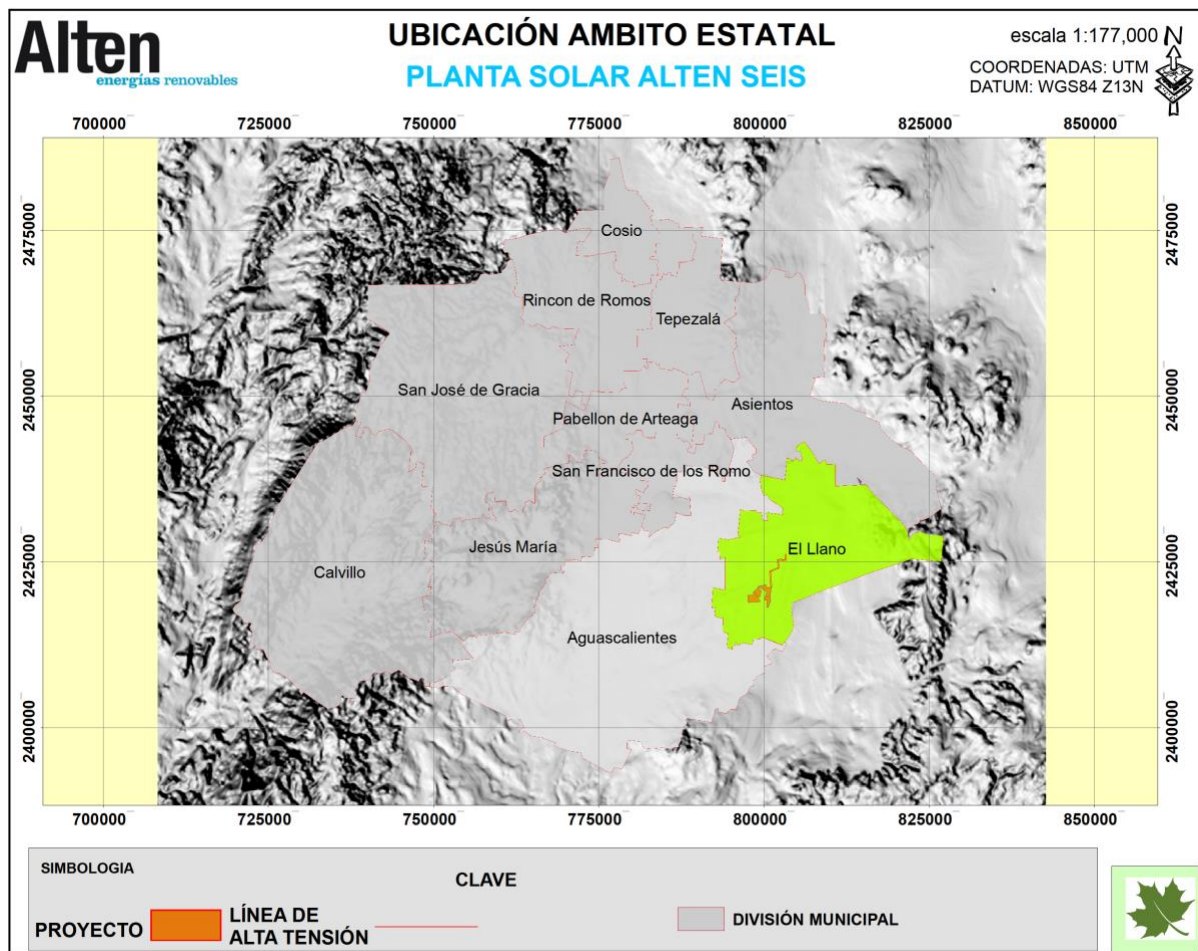 Alten
energías renovables
UBICACIÓN AMBITO ESTATAL
PLANTA SOLAR ALTEN SEIS
escala 1:177,000
N
COORDENADAS: UTM
DATUM: WGS84 Z13N
700000 725000 750000 775000 800000 825000 850000
2475000 2475000
2450000 2450000
2425000 2425000
2400000 2400000
Cosio
Rincon de Romos
Tepezalá
San José de Gracia
Asientos
Pabellon de Arteaga
San Francisco de los Romo
Jesús María
El Llano
Calvillo
Aguascalientes
700000 725000 750000 775000 800000 825000 850000
SIMBOLOGIA
CLAVE
PROYECTO
LÍNEA DE
ALTA TENSIÓN
DIVISIÓN MUNICIPAL